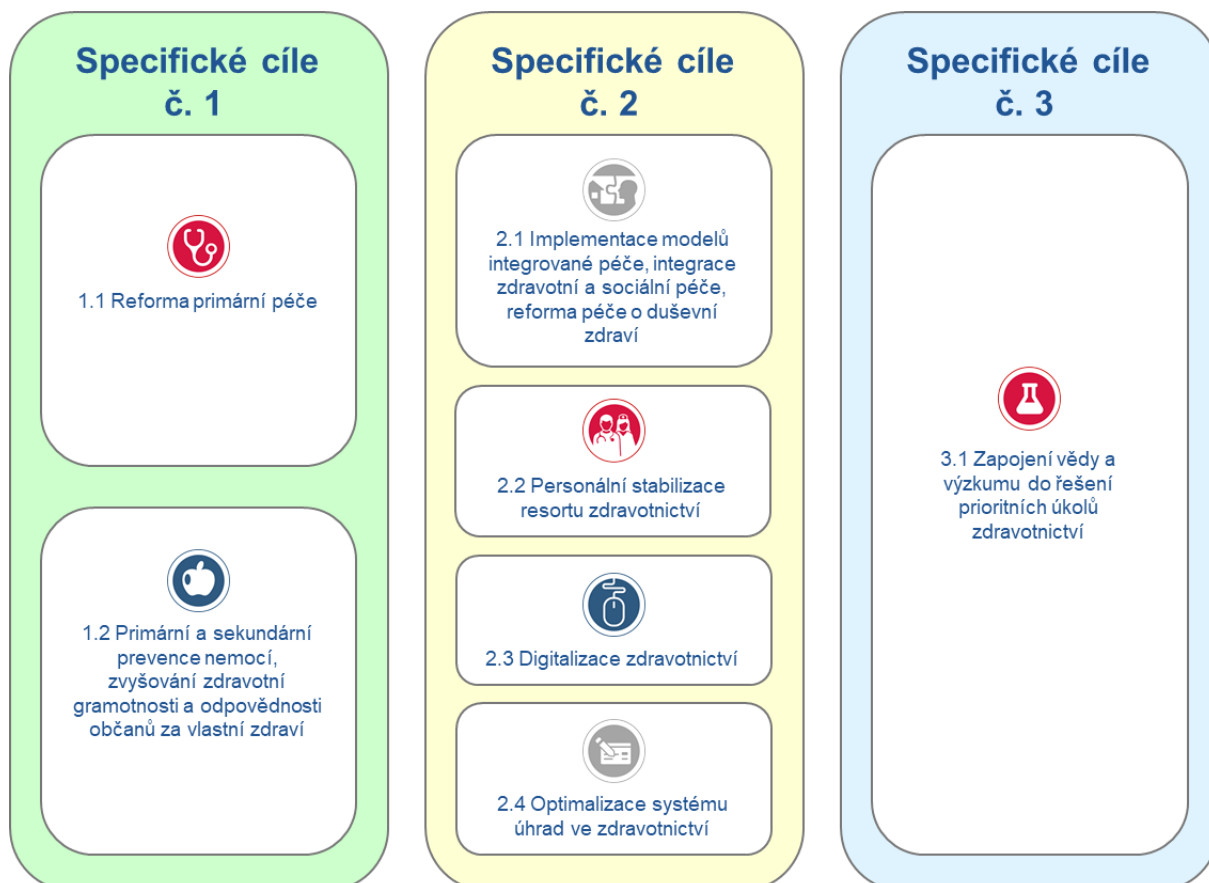 Specifické cíle
č. 1
1.1 Reforma primární péče
1.2 Primární a sekundární
prevence nemocí,
zvyšování zdravotní
gramotnosti a odpovědnosti
občanů za vlastní zdraví
Specifické cíle
č. 2
2.1 Implementace modelů
integrované péče, integrace
zdravotní a sociální péče,
reforma péče o duševní
zdraví
2.2 Personální stabilizace
resortu zdravotnictví
2.3 Digitalizace zdravotnictví
2.4 Optimalizace systému
úhrad ve zdravotnictví
Specifické cíle
č. 3
3.1 Zapojení vědy a
výzkumu do řešení
prioritních úkolů
zdravotnictví